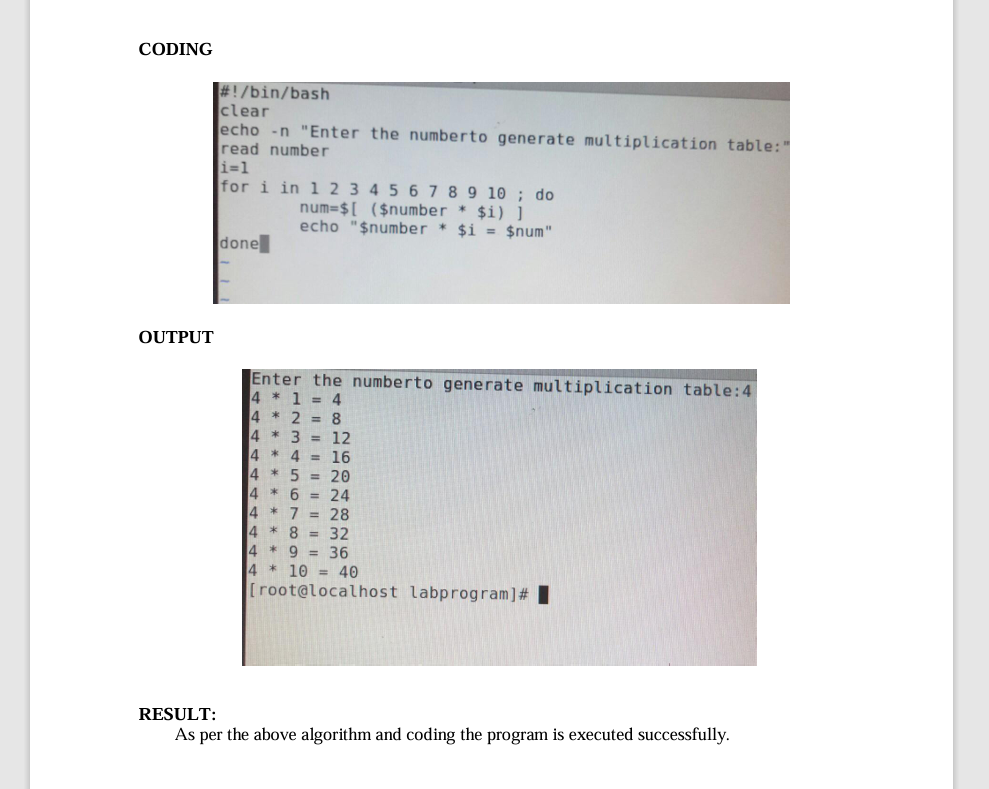 CODING
#!/bin/bash
clear
echo -n "Enter the numberto generate multiplication table:"
read number
i=1
for i in 1 2 3 4 5 6 7 8 9 10 ; do
num=$[ ($number * $i) ]
echo "$number * $i = $num"
done
~
~
~
OUTPUT
Enter the numberto generate multiplication table:4
4 * 1 = 4
4 * 2 = 8
4 * 3 = 12
4 * 4 = 16
4 * 5 = 20
4 * 6 = 24
4 * 7 = 28
4 * 8 = 32
4 * 9 = 36
4 * 10 = 40
[root@localhost labprogram]#
RESULT:
As per the above algorithm and coding the program is executed successfully.